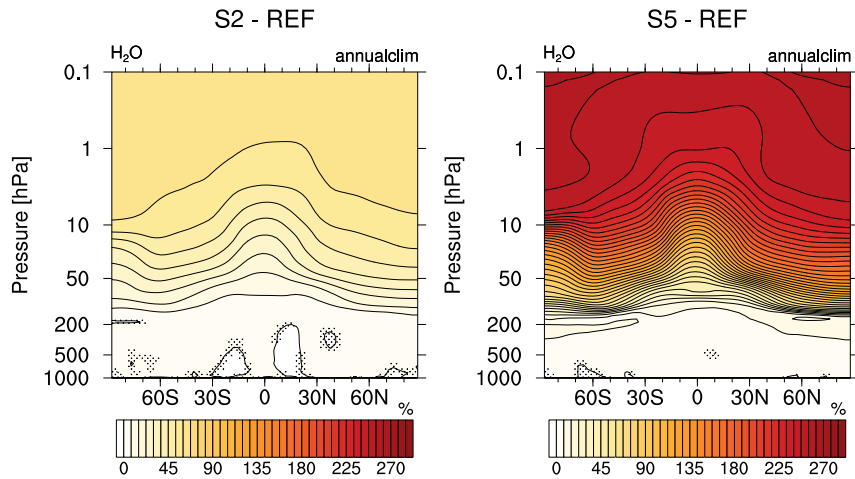 S2 - REF
H₂O annualclim
0.1
1
10
50
200
500
1000
Pressure [hPa]
60S 30S 0 30N 60N
%
0 45 90 135 180 225 270
S5 - REF
H₂O annualclim
0.1
1
10
50
200
500
1000
Pressure [hPa]
60S 30S 0 30N 60N
%
0 45 90 135 180 225 270